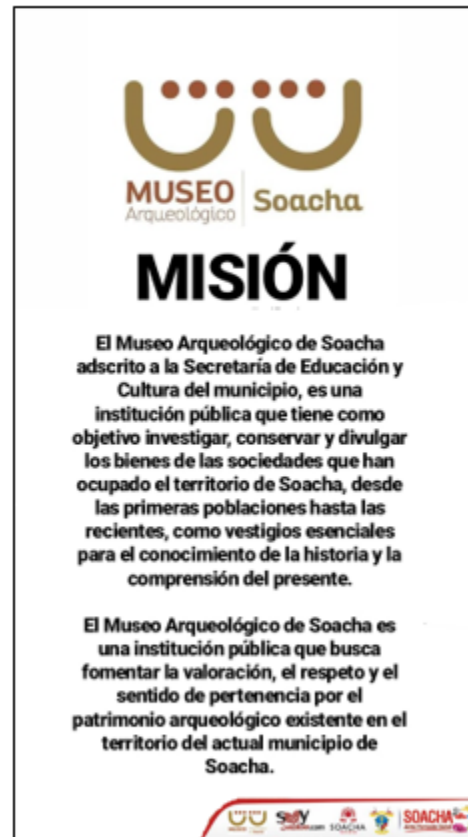 MUSEO
Arqueológico
Soacha
MISIÓN
El Museo Arqueológico de Soacha
adscrito a la Secretaría de Educación y
Cultura del municipio, es una
institución pública que tiene como
objetivo investigar, conservar y divulgar
los bienes de las sociedades que han
ocupado el territorio de Soacha, desde
las primeras poblaciones hasta las
recientes, como vestigios esenciales
para el conocimiento de la historia y la
comprensión del presente.
El Museo Arqueológico de Soacha es
una institución pública que busca
fomentar la valoración, el respeto y el
sentido de pertenencia por el
patrimonio arqueológico existente en el
territorio del actual municipio de
Soacha.
SOACHA
SOACHA